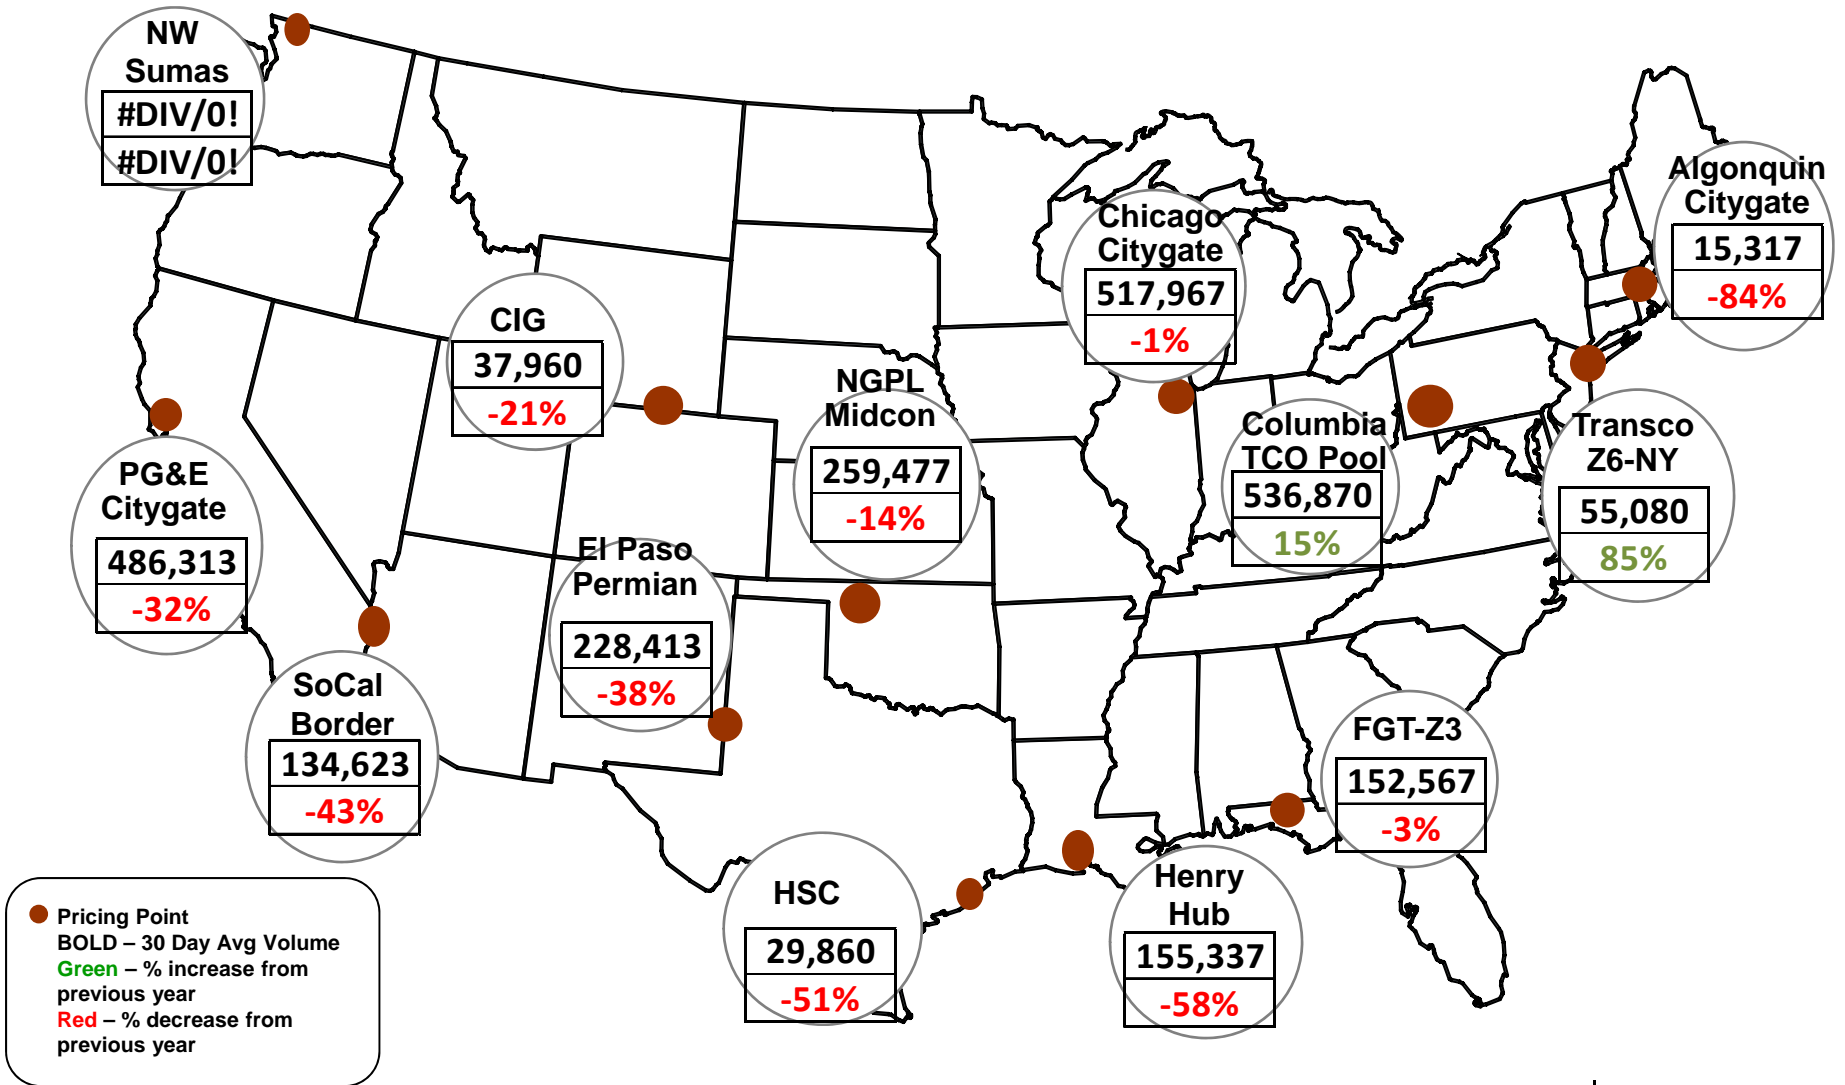 NW
Sumas
#DIV/0!
#DIV/0!
Algonquin
Citygate
15,317
-84%
Chicago
Citygate
517,967
-1%
CIG
37,960
-21%
NGPL
Midcon
259,477
-14%
Columbia
TCO Pool
536,870
15%
Transco
Z6-NY
55,080
85%
PG&E
Citygate
486,313
-32%
El Paso
Permian
228,413
-38%
SoCal
Border
134,623
-43%
FGT-Z3
152,567
-3%
HSC
29,860
-51%
Henry
Hub
155,337
-58%
Pricing Point
BOLD – 30 Day Avg Volume
Green – % increase from
previous year
Red – % decrease from
previous year